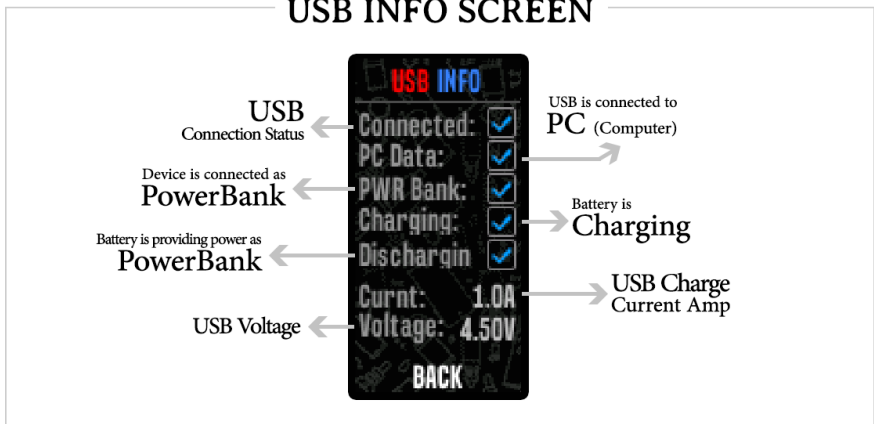 USB INFO SCREEN
USB INFO
USB
Connection Status
Connected:
USB is connected to
PC (Computer)
PC Data:
Device is connected as
PowerBank
PWR Bank:
Battery is
Charging
Charging:
Battery is providing power as
PowerBank
Dischargin
USB Charge
Current Amp
Curnt: 1.0A
USB Voltage
Voltage: 4.50V
BACK